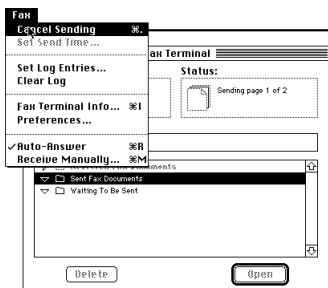 Fax
Cancel Sending ⌘.
Set Send Time...
Set Log Entries...
Clear Log
Fax Terminal Info... ⌘I
Preferences...
✓Auto-Answer ⌘R
Receive Manually... ⌘M
ax Terminal
Status:
Sending page 1 of 2
Sent Fax Documents
Waiting To Be Sent
Delete
Open